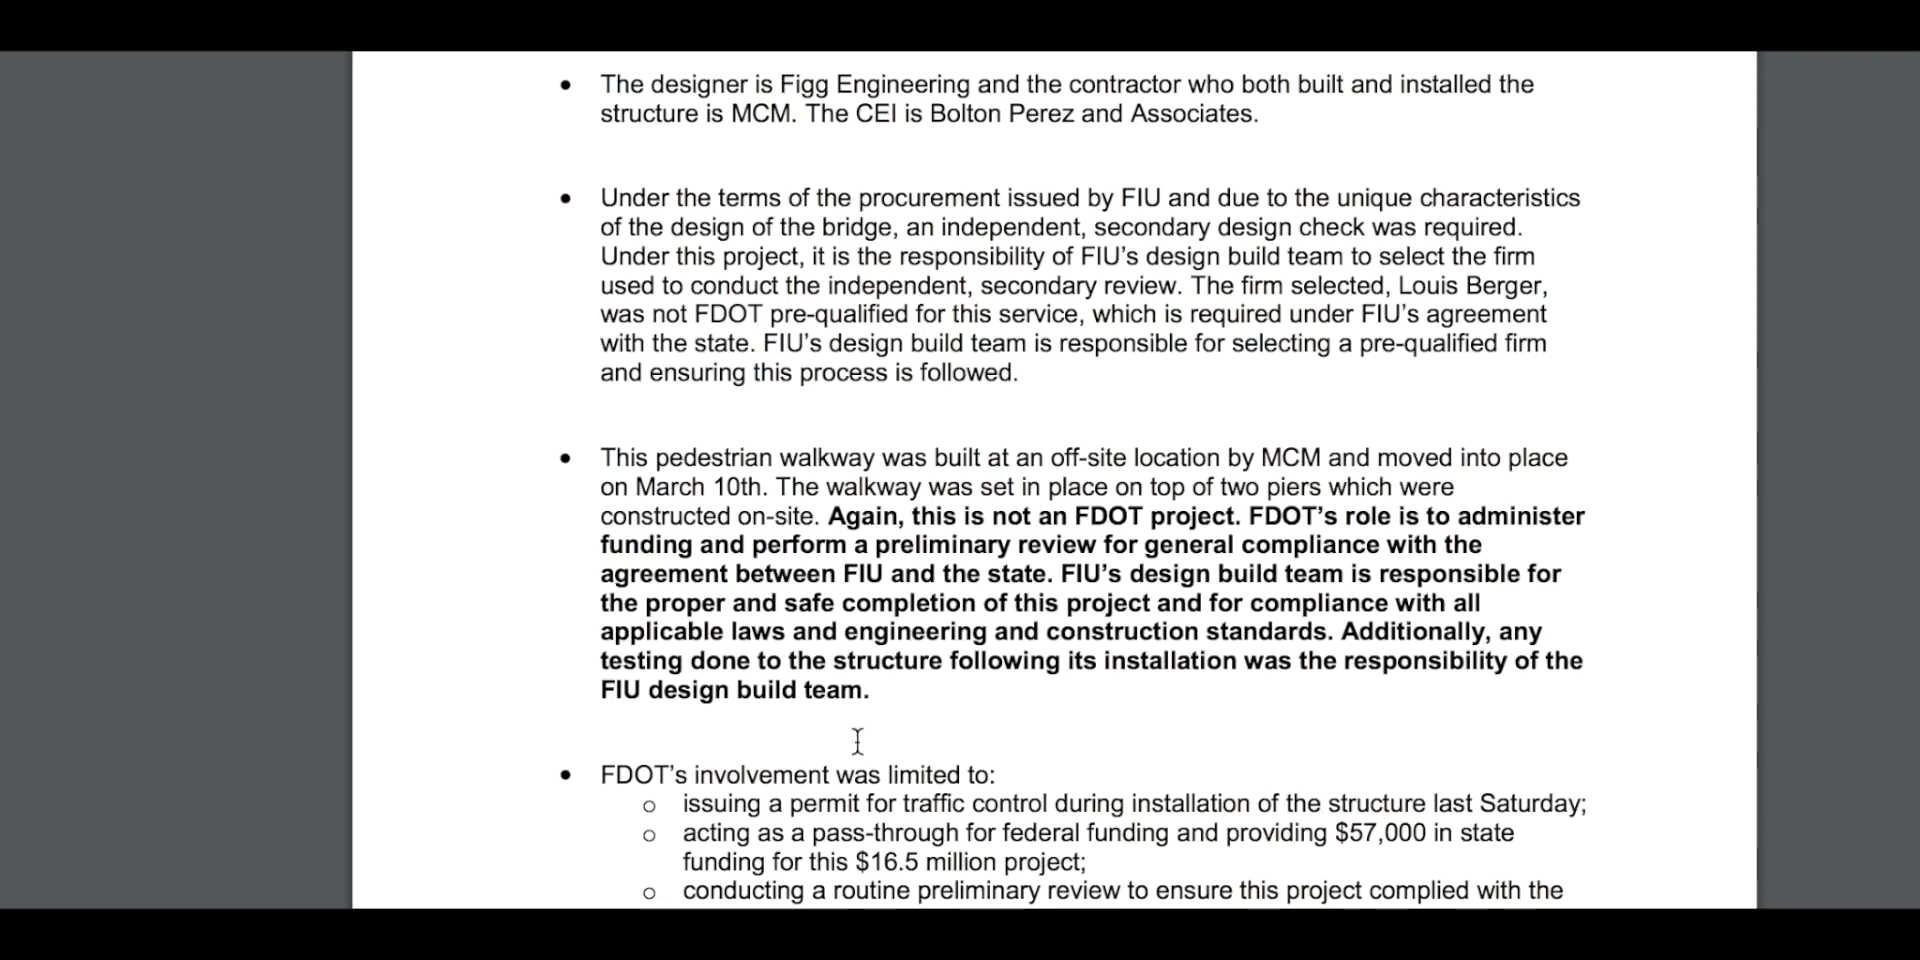 • The designer is Figg Engineering and the contractor who both built and installed the
structure is MCM. The CEI is Bolton Perez and Associates.
• Under the terms of the procurement issued by FIU and due to the unique characteristics
of the design of the bridge, an independent, secondary design check was required.
Under this project, it is the responsibility of FIU’s design build team to select the firm
used to conduct the independent, secondary review. The firm selected, Louis Berger,
was not FDOT pre-qualified for this service, which is required under FIU’s agreement
with the state. FIU’s design build team is responsible for selecting a pre-qualified firm
and ensuring this process is followed.
• This pedestrian walkway was built at an off-site location by MCM and moved into place
on March 10th. The walkway was set in place on top of two piers which were
constructed on-site. Again, this is not an FDOT project. FDOT’s role is to administer
funding and perform a preliminary review for general compliance with the
agreement between FIU and the state. FIU’s design build team is responsible for
the proper and safe completion of this project and for compliance with all
applicable laws and engineering and construction standards. Additionally, any
testing done to the structure following its installation was the responsibility of the
FIU design build team.
• FDOT’s involvement was limited to:
o issuing a permit for traffic control during installation of the structure last Saturday;
o acting as a pass-through for federal funding and providing $57,000 in state
funding for this $16.5 million project;
o conducting a routine preliminary review to ensure this project complied with the